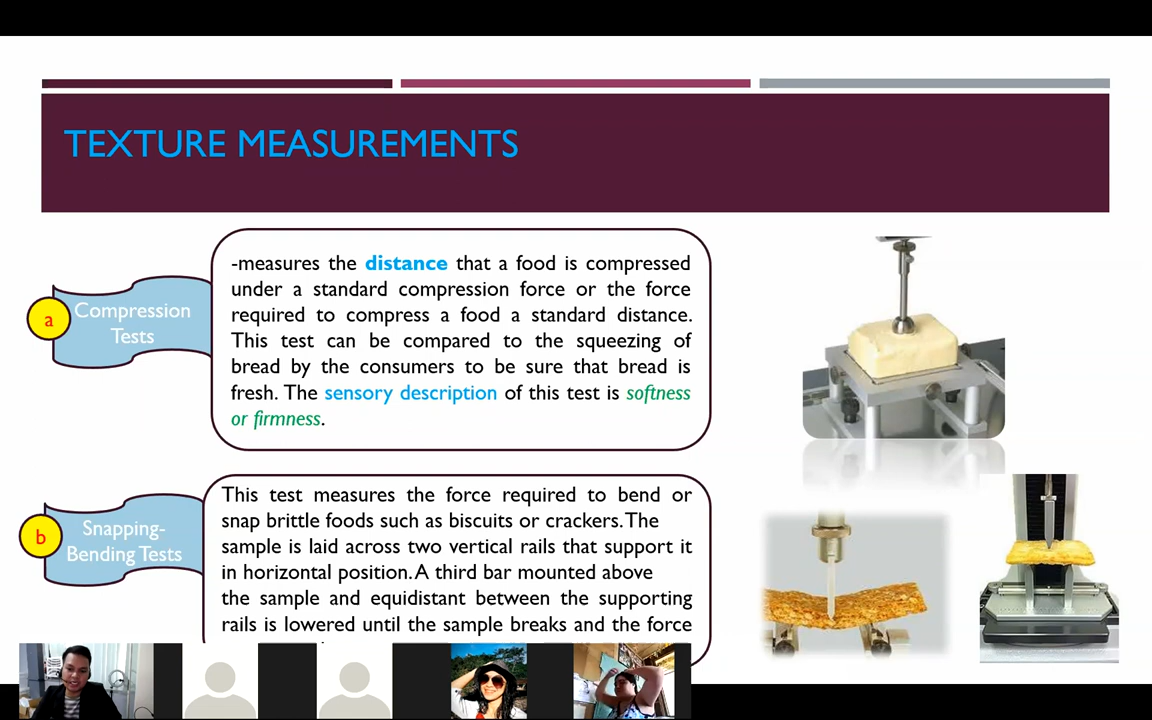 TEXTURE MEASUREMENTS
a
Compression
Tests
-measures the distance that a food is compressed
under a standard compression force or the force
required to compress a food a standard distance.
This test can be compared to the squeezing of
bread by the consumers to be sure that bread is
fresh. The sensory description of this test is softness
or firmness.
b
Snapping-
Bending Tests
This test measures the force required to bend or
snap brittle foods such as biscuits or crackers. The
sample is laid across two vertical rails that support it
in horizontal position. A third bar mounted above
the sample and equidistant between the supporting
rails is lowered until the sample breaks and the force